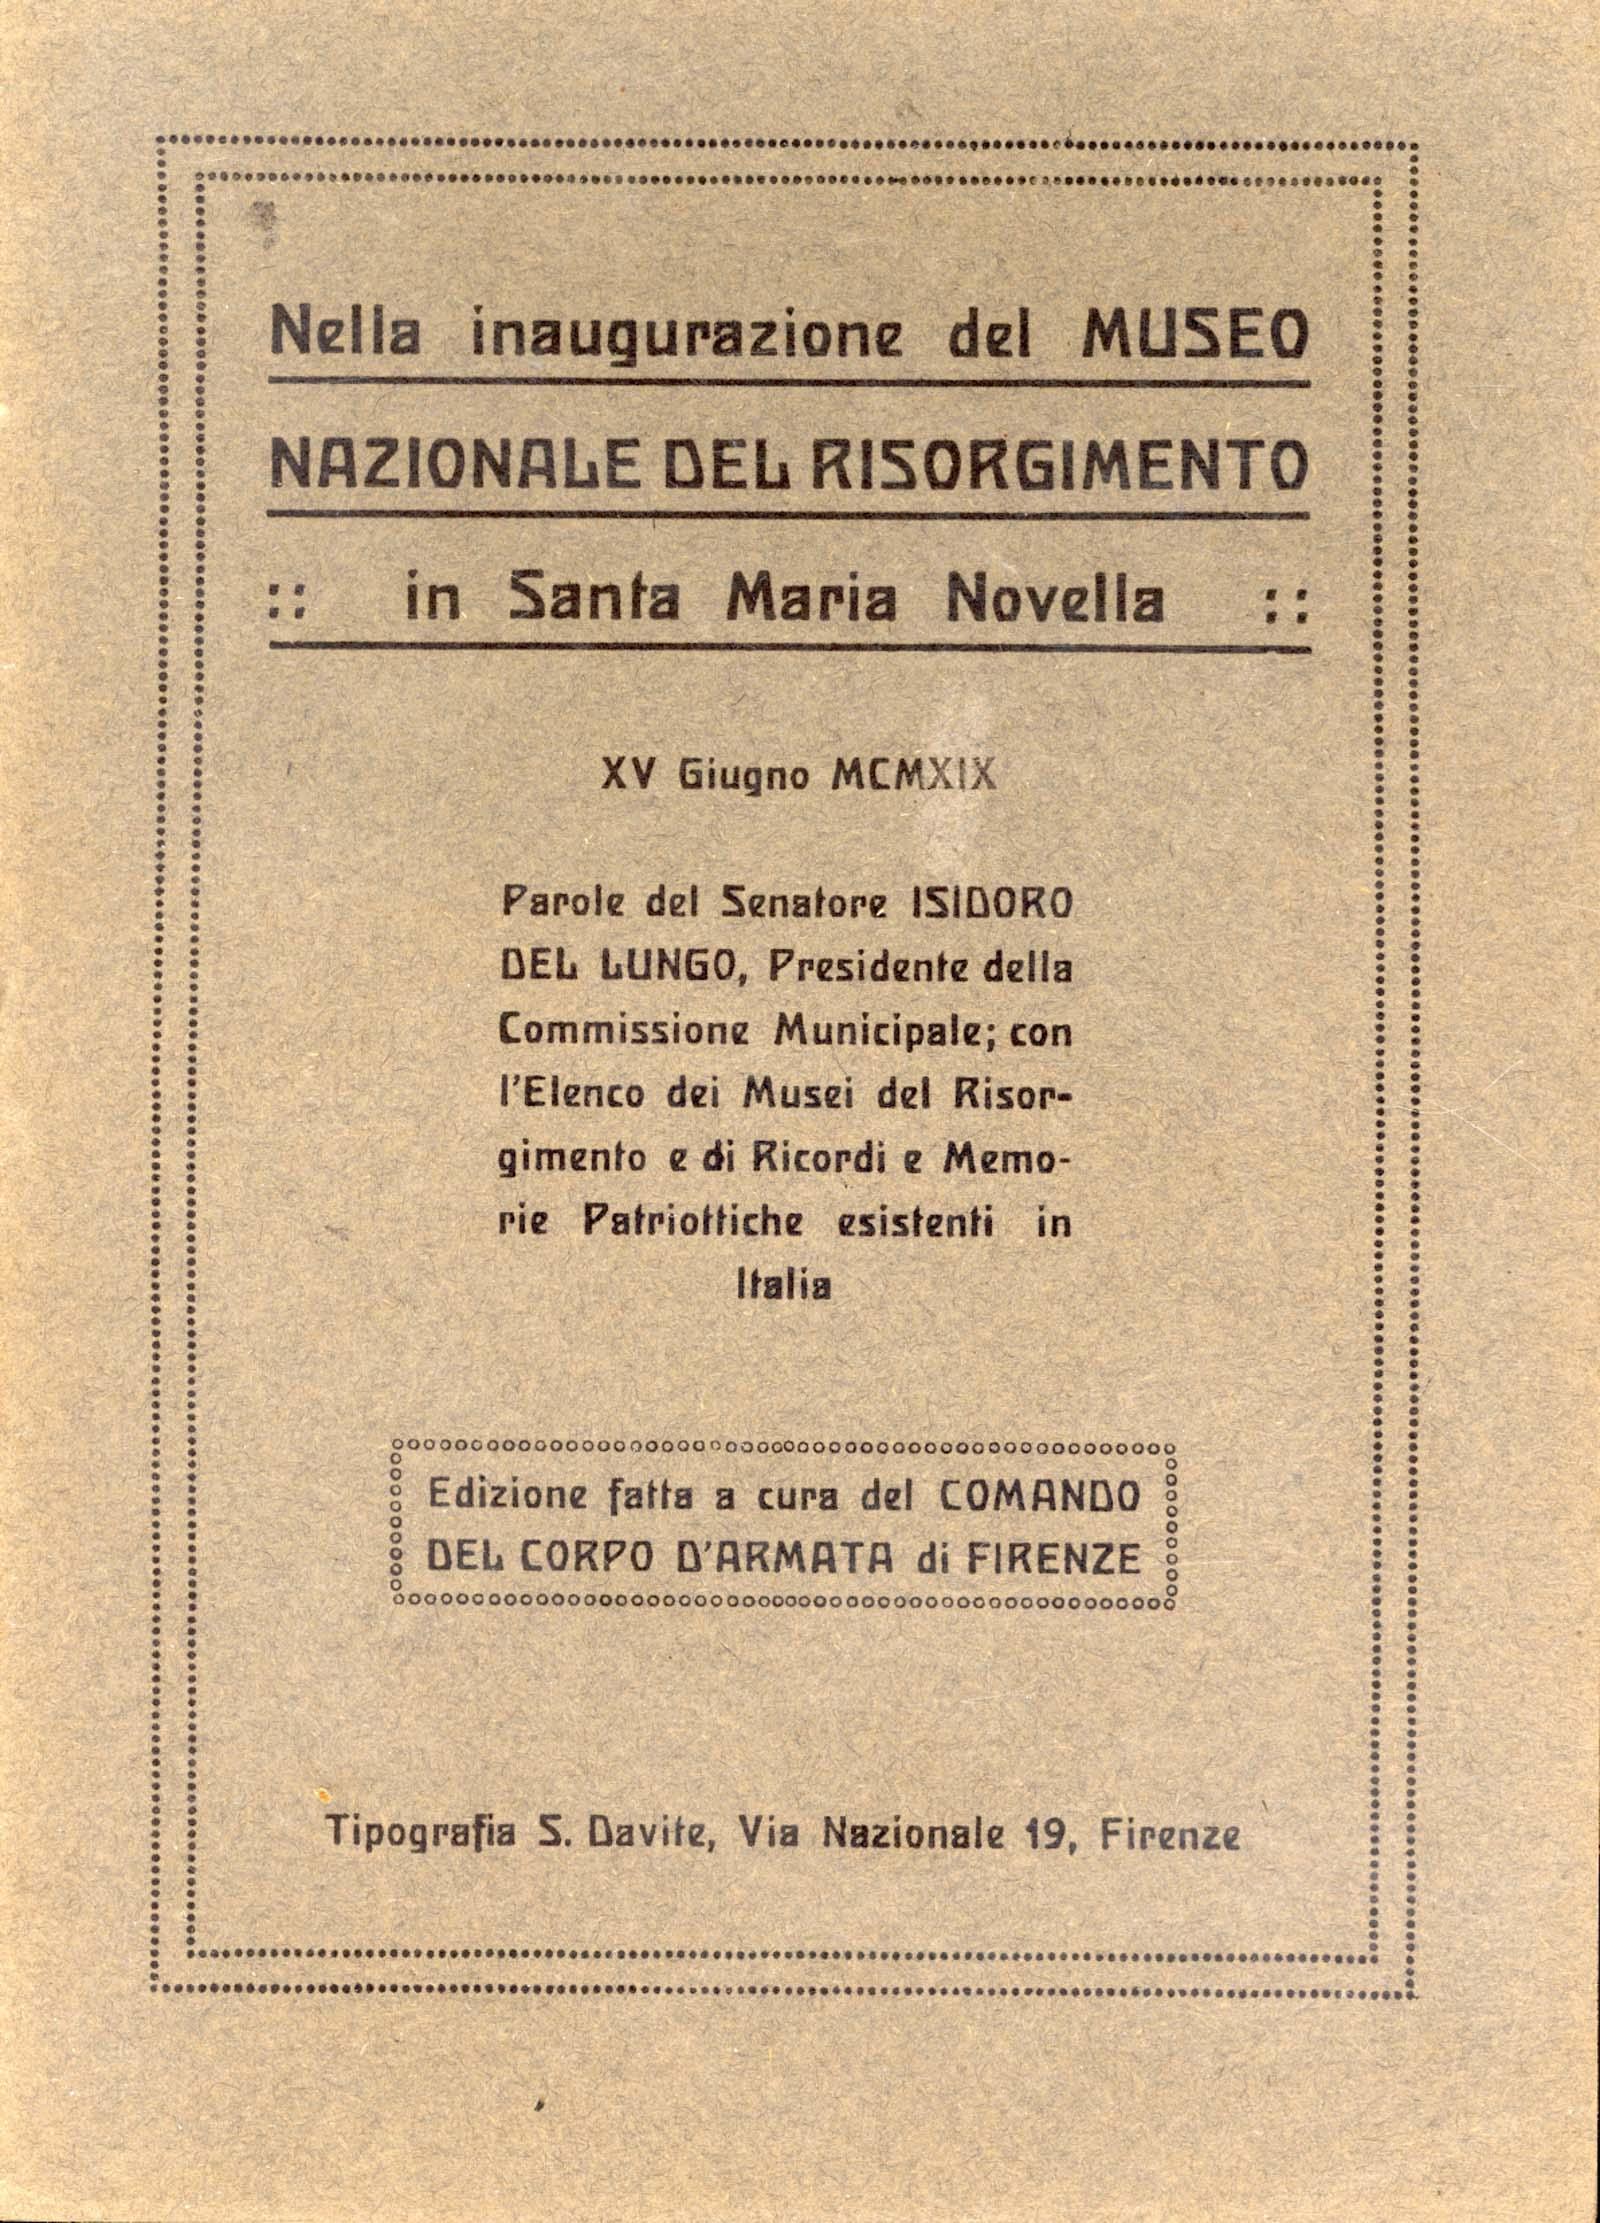 Nella inaugurazione del MUSEO
NAZIONALE DEL RISORGIMENTO
:: in Santa Maria Novella ::
XV Giugno MCMXIX
Parole del Senatore ISIDORO
DEL LUNGO, Presidente della
Commissione Municipale; con
l'Elenco dei Musei del Risor-
gimento e di Ricordi e Memo-
rie Patriottiche esistenti in
Italia
Edizione fatta a cura del COMANDO
DEL CORPO D'ARMATA di FIRENZE
Tipografia S. Davite, Via Nazionale 19, Firenze